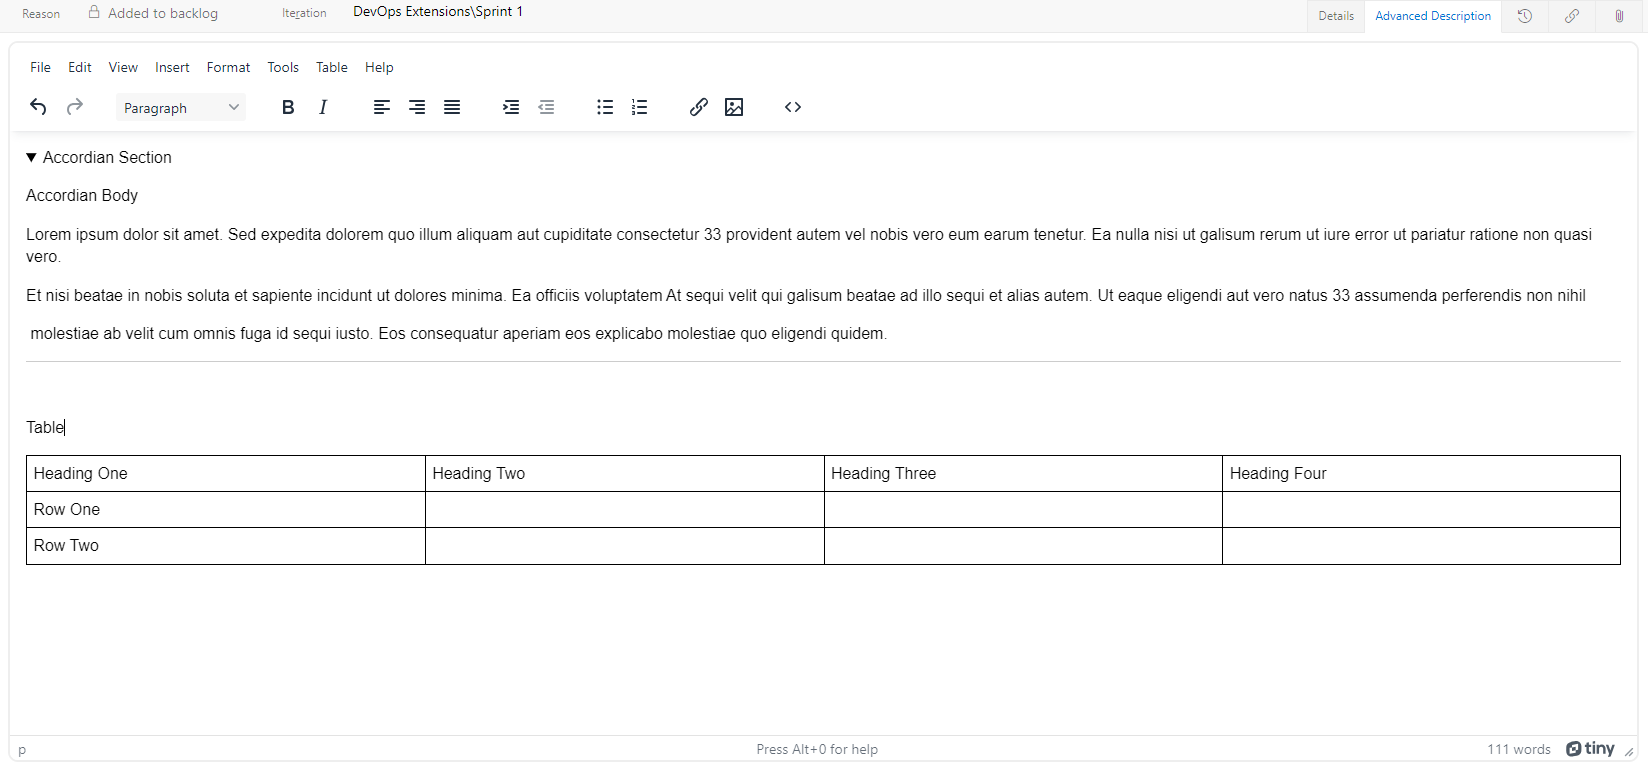 Reason Added to backlog Iteration DevOps Extensions\Sprint 1 Details Advanced Description
File Edit View Insert Format Tools Table Help
Paragraph B I
Accordian Section
Accordian Body
Lorem ipsum dolor sit amet. Sed expedita dolorem quo illum aliquam aut cupiditate consectetur 33 provident autem vel nobis vero eum earum tenetur. Ea nulla nisi ut galisum rerum ut iure error ut pariatur ratione non quasi
vero.
Et nisi beatae in nobis soluta et sapiente incidunt ut dolores minima. Ea officiis voluptatem At sequi velit qui galisum beatae ad illo sequi et alias autem. Ut eaque eligendi aut vero natus 33 assumenda perferendis non nihil
molestiae ab velit cum omnis fuga id sequi iusto. Eos consequatur aperiam eos explicabo molestiae quo eligendi quidem.
Table
Heading One Heading Two Heading Three Heading Four
Row One
Row Two
p Press Alt+0 for help 111 words tiny